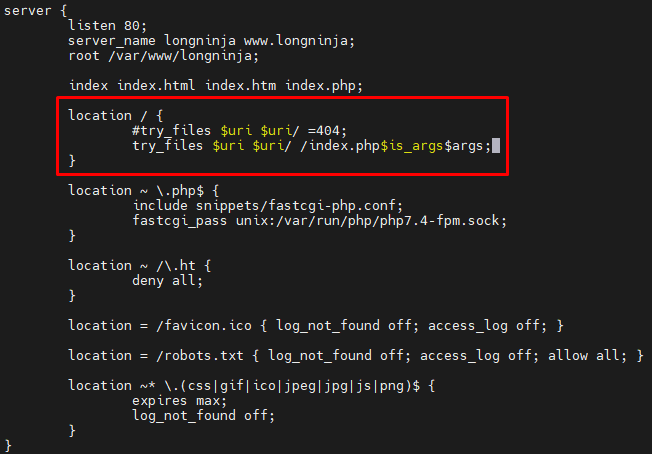 server {
        listen 80;
        server_name longninja www.longninja;
        root /var/www/longninja;

        index index.html index.htm index.php;

        location / {
                #try_files $uri $uri/ =404;
                try_files $uri $uri/ /index.php$is_args$args;
        }

        location ~ \.php$ {
                include snippets/fastcgi-php.conf;
                fastcgi_pass unix:/var/run/php/php7.4-fpm.sock;
        }

        location ~ /\.ht {
                deny all;
        }

        location = /favicon.ico { log_not_found off; access_log off; }

        location = /robots.txt { log_not_found off; access_log off; allow all; }

        location ~* \.(css|gif|ico|jpeg|jpg|js|png)$ {
                expires max;
                log_not_found off;
        }
}